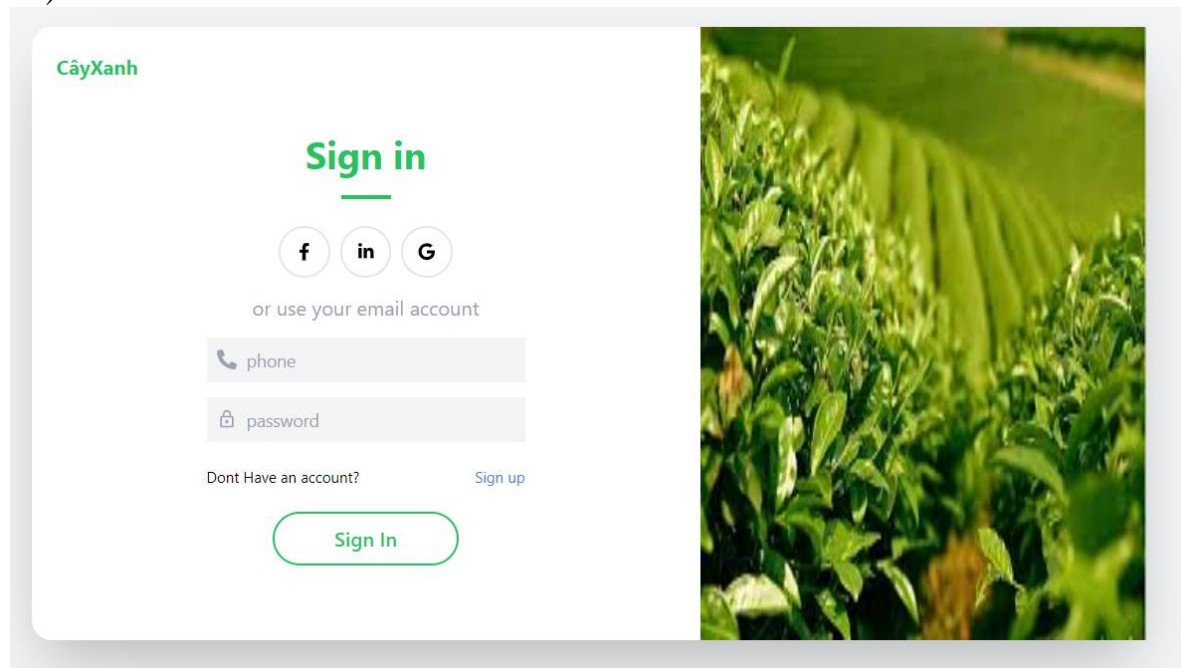 CâyXanh
Sign in
f in G
or use your email account
phone
password
Dont Have an account? Sign up
Sign In